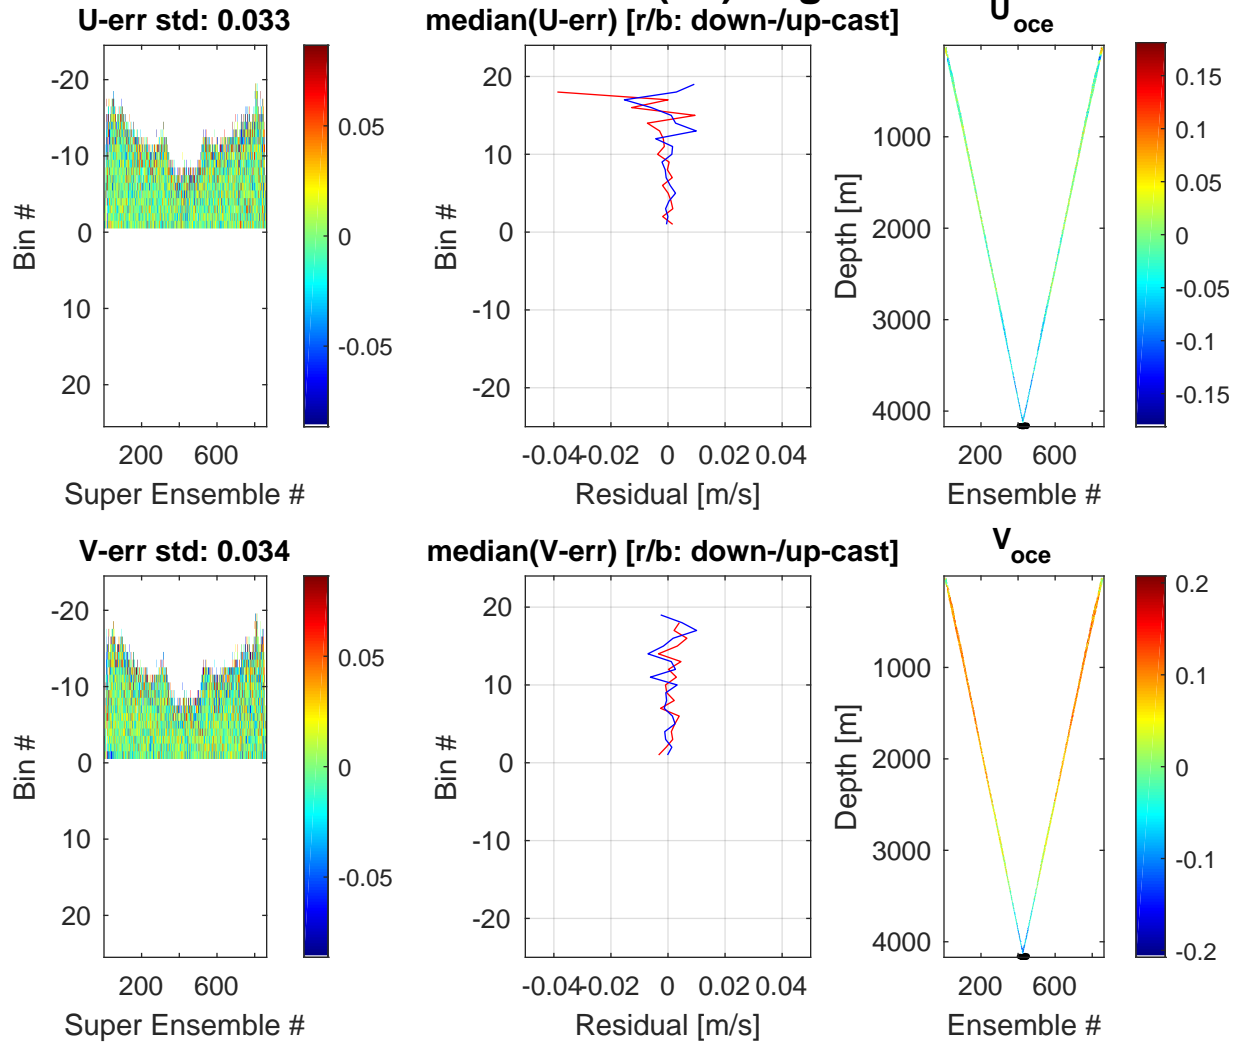 U-err std: 0.033
-20
-10
0
10
20
Bin #
200 600
Super Ensemble #
0.05
0
-0.05
median(U-err) [r/b: down-/up-cast]
20
10
0
-10
-20
Bin #
-0.04 -0.02 0 0.02 0.04
Residual [m/s]
U oce
1000
2000
3000
4000
Depth [m]
200 600
Ensemble #
0.15
0.1
0.05
0
-0.05
-0.1
-0.15
V-err std: 0.034
-20
-10
0
10
20
Bin #
200 600
Super Ensemble #
0.05
0
-0.05
median(V-err) [r/b: down-/up-cast]
20
10
0
-10
-20
Bin #
-0.04 -0.02 0 0.02 0.04
Residual [m/s]
V oce
1000
2000
3000
4000
Depth [m]
200 600
Ensemble #
0.2
0.1
0
-0.1
-0.2